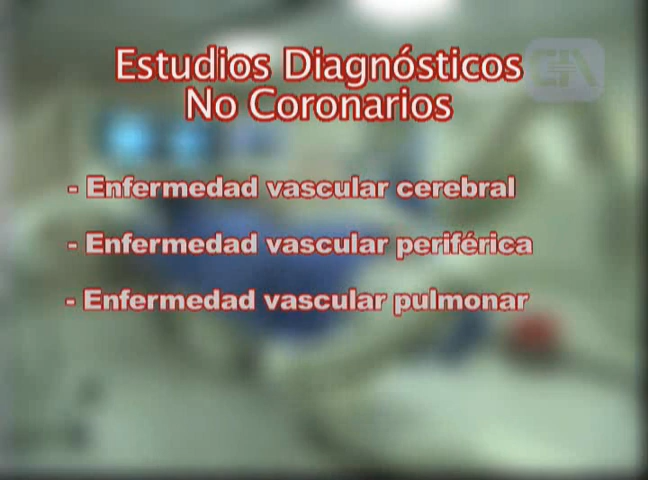 Estudios Diagnósticos
No Coronarios
- Enfermedad vascular cerebral
- Enfermedad vascular periférica
- Enfermedad vascular pulmonar